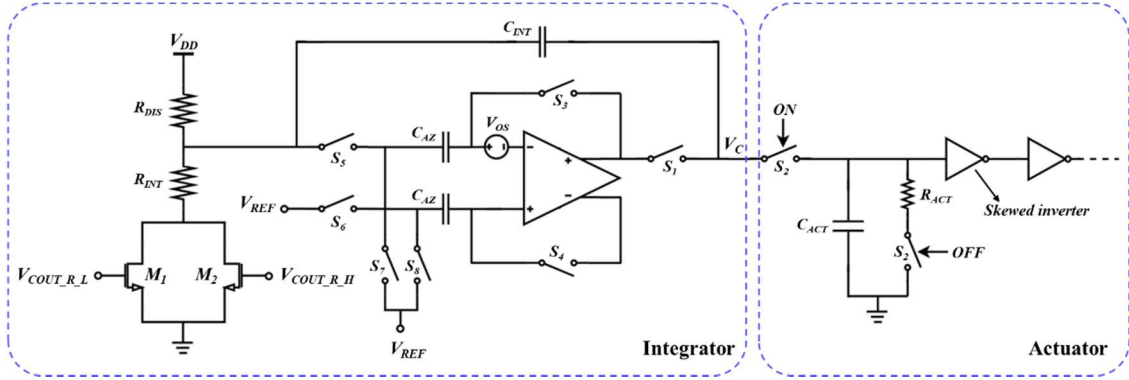 C_INT
V_DD
R_DIS
S_3
ON
C_AZ
V_OS
V_C
S_5
S_1
S_2
R_INT
C_AZ
R_ACT
V_REF
S_6
Skewed inverter
C_ACT
S_7
S_8
S_4
S_2
OFF
V_COUT_R_L
M_1
M_2
V_COUT_R_H
V_REF
Integrator
Actuator